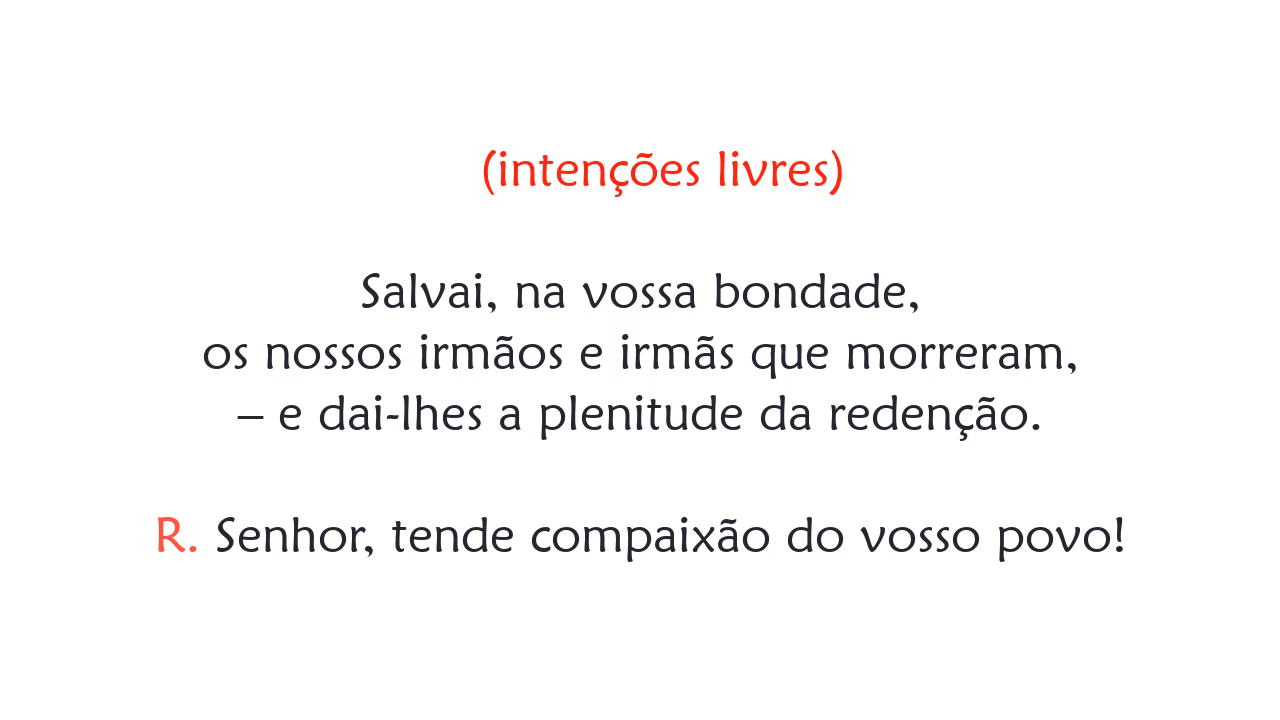 (intenções livres)
Salvai, na vossa bondade,
os nossos irmãos e irmãs que morreram,
– e dai-lhes a plenitude da redenção.
R. Senhor, tende compaixão do vosso povo!